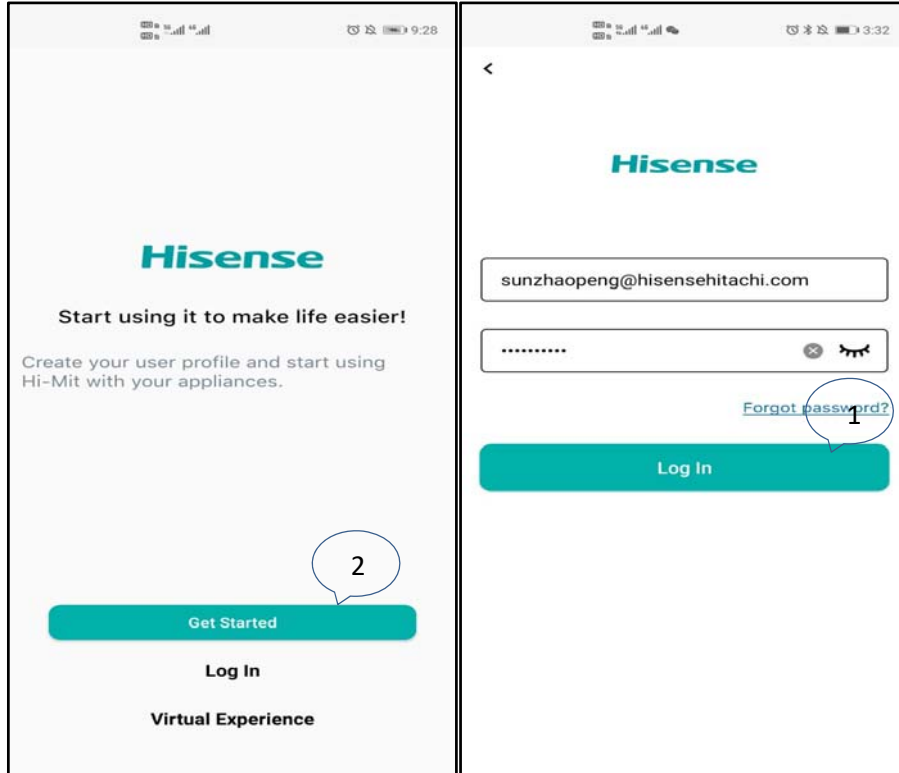 9:28
Hisense
Start using it to make life easier!
Create your user profile and start using
Hi-Mit with your appliances.
2
Get Started
Log In
Virtual Experience
3:32
Hisense
sunzhaopeng@hisensehitachi.com
Forgot password?
1
Log In